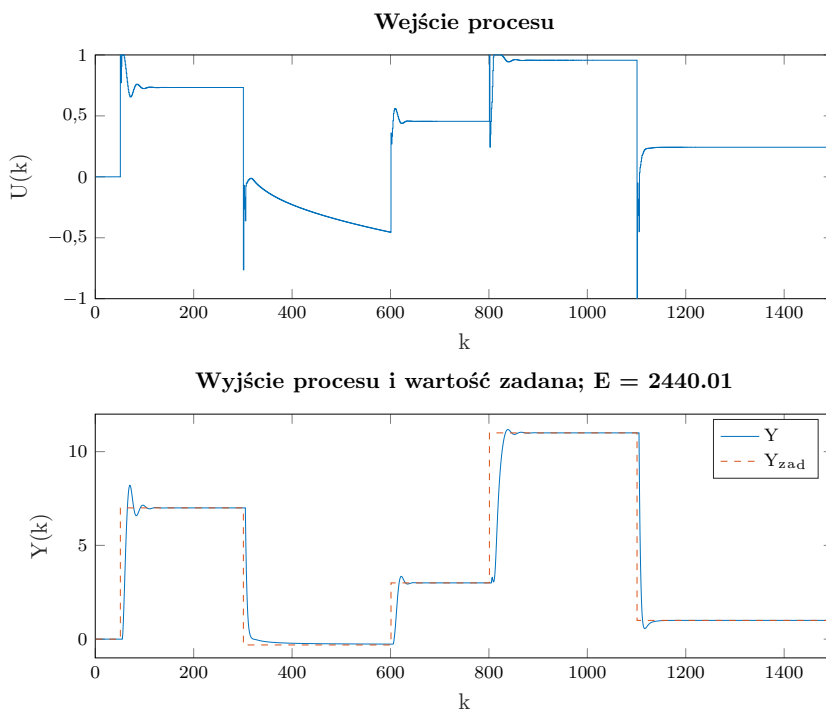 Wejście procesu
1
0,5
0
−0,5
−1
U(k)
0 200 400 600 800 1000 1200 1400
k
Wyjście procesu i wartość zadana; E = 2440.01
10
5
0
Y(k)
Y
Yzad
0 200 400 600 800 1000 1200 1400
k